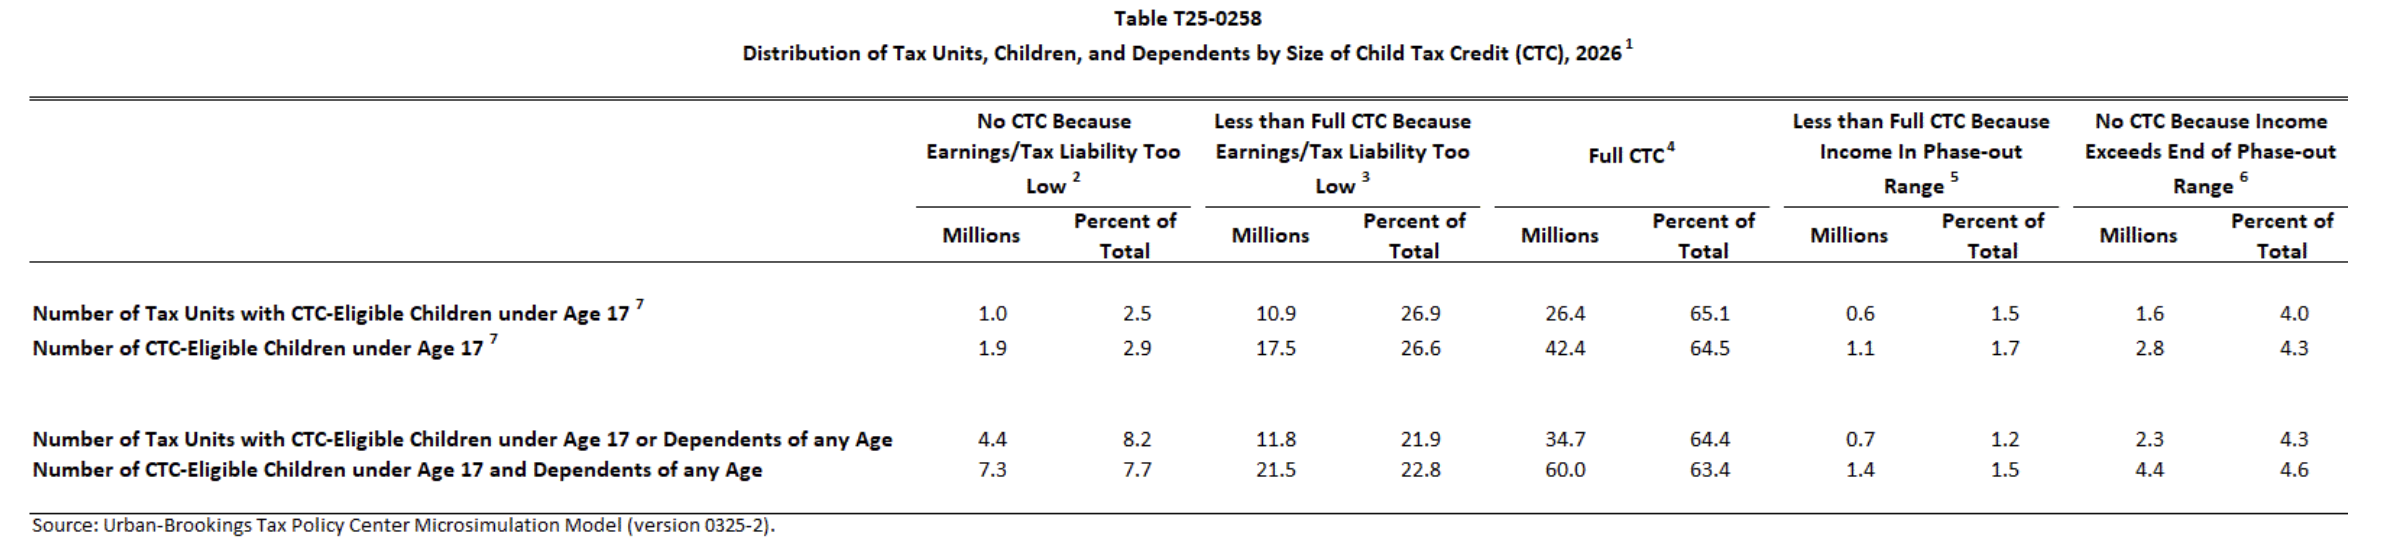 Table T25-0258
Distribution of Tax Units, Children, and Dependents by Size of Child Tax Credit (CTC), 2026 1
No CTC Because Earnings/Tax Liability Too Low 2
Less than Full CTC Because Earnings/Tax Liability Too Low 3
Full CTC 4
Less than Full CTC Because Income In Phase-out Range 5
No CTC Because Income Exceeds End of Phase-out Range 6
Millions Percent of Total Millions Percent of Total Millions Percent of Total Millions Percent of Total Millions Percent of Total
Number of Tax Units with CTC-Eligible Children under Age 17 7 1.0 2.5 10.9 26.9 26.4 65.1 0.6 1.5 1.6 4.0
Number of CTC-Eligible Children under Age 17 7 1.9 2.9 17.5 26.6 42.4 64.5 1.1 1.7 2.8 4.3
Number of Tax Units with CTC-Eligible Children under Age 17 or Dependents of any Age 4.4 8.2 11.8 21.9 34.7 64.4 0.7 1.2 2.3 4.3
Number of CTC-Eligible Children under Age 17 and Dependents of any Age 7.3 7.7 21.5 22.8 60.0 63.4 1.4 1.5 4.4 4.6
Source: Urban-Brookings Tax Policy Center Microsimulation Model (version 0325-2).